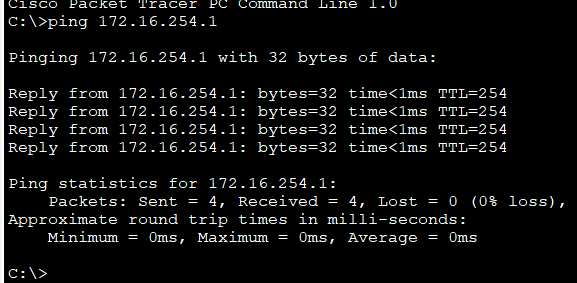 Cisco Packet Tracer PC Command Line 1.0
C:\>ping 172.16.254.1
Pinging 172.16.254.1 with 32 bytes of data:
Reply from 172.16.254.1: bytes=32 time<1ms TTL=254
Reply from 172.16.254.1: bytes=32 time<1ms TTL=254
Reply from 172.16.254.1: bytes=32 time<1ms TTL=254
Reply from 172.16.254.1: bytes=32 time<1ms TTL=254
Ping statistics for 172.16.254.1:
Packets: Sent = 4, Received = 4, Lost = 0 (0% loss),
Approximate round trip times in milli-seconds:
Minimum = 0ms, Maximum = 0ms, Average = 0ms
C:\>